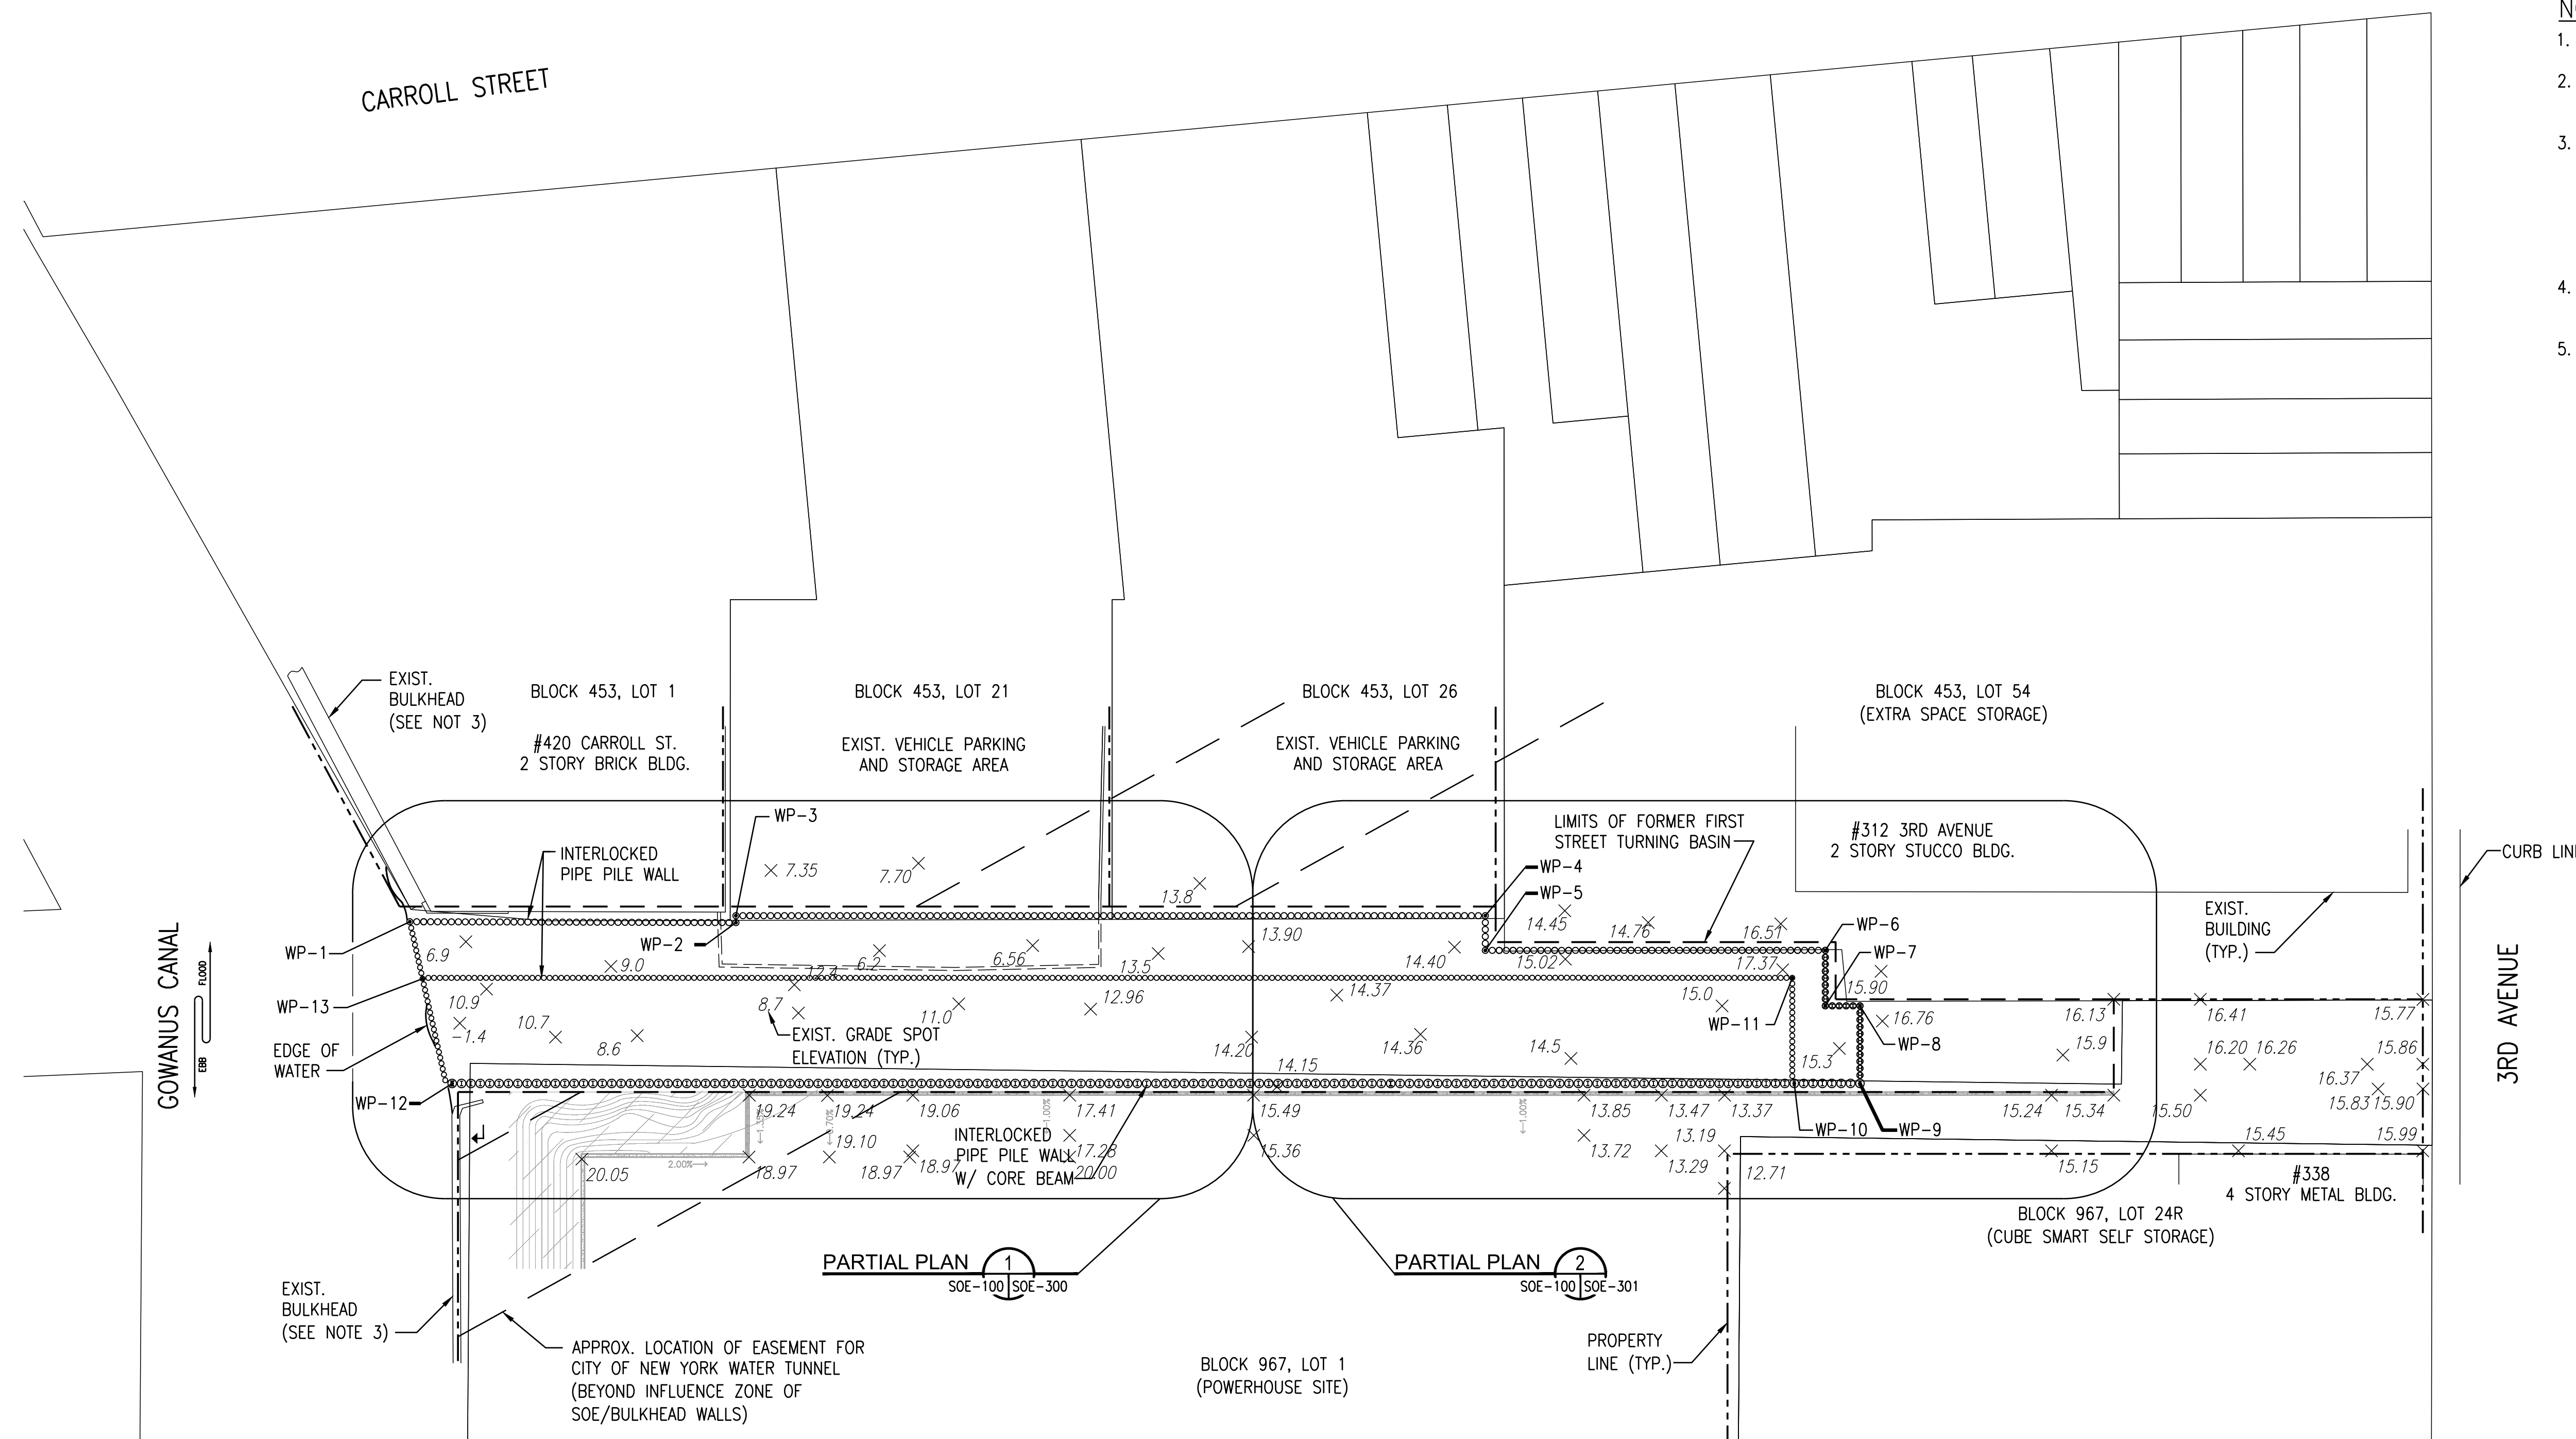 CARROLL STREET
1.
2.
3.
4.
5.
EXIST.
BULKHEAD
(SEE NOT 3)
BLOCK 453, LOT 1
#420 CARROLL ST.
2 STORY BRICK BLDG.
BLOCK 453, LOT 21
EXIST. VEHICLE PARKING
AND STORAGE AREA
BLOCK 453, LOT 26
EXIST. VEHICLE PARKING
AND STORAGE AREA
BLOCK 453, LOT 54
(EXTRA SPACE STORAGE)
WP-3
INTERLOCKED
PIPE PILE WALL
7.35
7.70
13.8
LIMITS OF FORMER FIRST
STREET TURNING BASIN
#312 3RD AVENUE
2 STORY STUCCO BLDG.
CURB LIN
WP-4
WP-5
14.45
14.76
16.51
WP-6
WP-7
EXIST.
BUILDING
(TYP.)
GOWANUS CANAL
FLOOD
EBB
3RD AVENUE
WP-1
6.9
9.0
WP-2
12.4
6.2
6.56
13.5
13.90
14.40
15.02
17.37
15.90
WP-13
10.9
-1.4
10.7
8.6
8.7
11.0
12.96
14.37
15.0
WP-11
16.76
WP-8
16.13
16.41
15.77
EXIST. GRADE SPOT
ELEVATION (TYP.)
EDGE OF
WATER
14.20
14.15
14.36
14.5
15.3
15.9
16.20
16.26
15.86
16.37
WP-12
19.24
19.24
19.06
17.41
15.49
13.85
13.47
13.37
15.24
15.34
15.50
15.83
15.90
-1.00%
-1.00%
19.10
INTERLOCKED
PIPE PILE WALL
W/ CORE BEAM
17.28
15.36
13.72
13.19
WP-10
WP-9
15.45
15.99
20.05
2.00%
18.97
18.97
18.97
20.00
13.29
12.71
15.15
#338
4 STORY METAL BLDG.
BLOCK 967, LOT 24R
(CUBE SMART SELF STORAGE)
PARTIAL PLAN
1
SOE-100
SOE-300
PARTIAL PLAN
2
SOE-100
SOE-301
EXIST.
BULKHEAD
(SEE NOTE 3)
APPROX. LOCATION OF EASEMENT FOR
CITY OF NEW YORK WATER TUNNEL
(BEYOND INFLUENCE ZONE OF
SOE/BULKHEAD WALLS)
BLOCK 967, LOT 1
(POWERHOUSE SITE)
PROPERTY
LINE (TYP.)